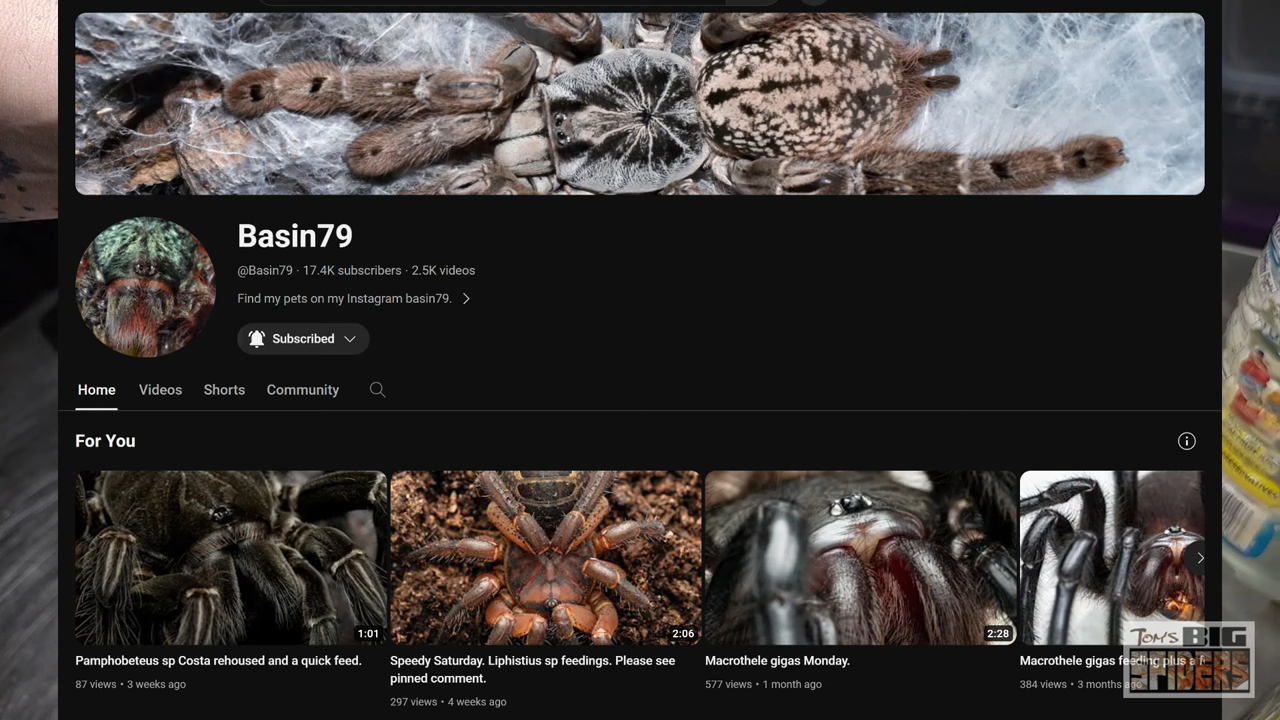 Basin79
@Basin79 · 17.4K subscribers · 2.5K videos
Find my pets on my Instagram basin79.
Subscribed
Home Videos Shorts Community
For You
1:01
2:06
2:28
Pamphobeteus sp Costa rehoused and a quick feed.
87 views • 3 weeks ago
Speedy Saturday. Liphistius sp feedings. Please see
pinned comment.
297 views • 4 weeks ago
Macrothele gigas Monday.
577 views • 1 month ago
Macrothele gigas feeding plus a
384 views • 3 months ago
TOM'S BIG
SPIDERS